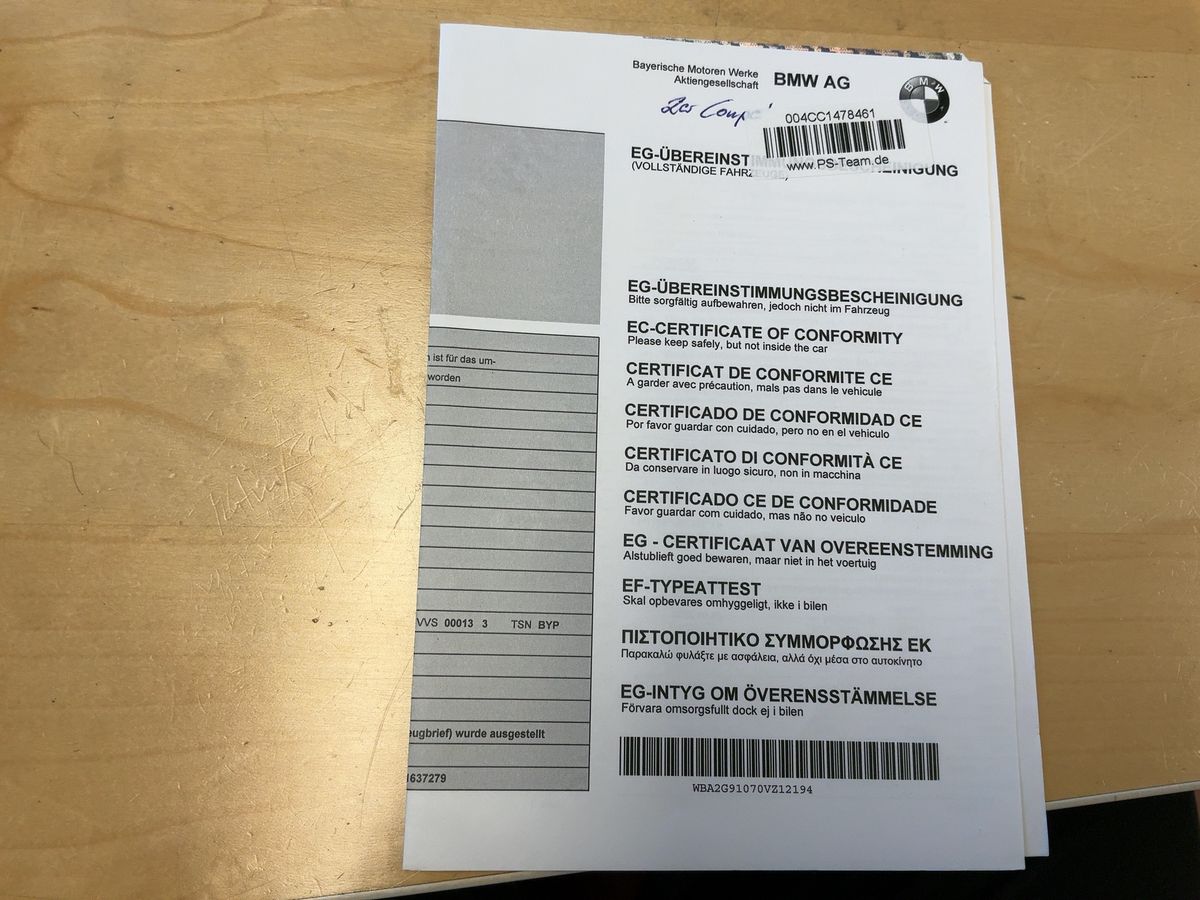 Bayerische Motoren Werke
Aktiengesellschaft
BMW AG
BMW
2er Coupé
004CC1478461
www.PS-Team.de
EG-ÜBEREINSTIMMUNGSBESCHEINIGUNG
(VOLLSTÄNDIGE FAHRZEUGE)
EG-ÜBEREINSTIMMUNGSBESCHEINIGUNG
Bitte sorgfältig aufbewahren, jedoch nicht im Fahrzeug
EC-CERTIFICATE OF CONFORMITY
Please keep safely, but not inside the car
CERTIFICAT DE CONFORMITE CE
A garder avec précaution, mais pas dans le vehicule
CERTIFICADO DE CONFORMIDAD CE
Por favor guardar con cuidado, pero no en el vehiculo
CERTIFICATO DI CONFORMITÀ CE
Da conservare in luogo sicuro, non in macchina
CERTIFICADO CE DE CONFORMIDADE
Favor guardar com cuidado, mas não no veiculo
EG - CERTIFICAAT VAN OVEREENSTEMMING
Alstublieft goed bewaren, maar niet in het voertuig
EF-TYPEATTEST
Skal opbevares omhyggeligt, ikke i bilen
ΠΙΣΤΟΠΟΙΗΤΙΚΟ ΣΥΜΜΟΡΦΩΣΗΣ ΕΚ
Παρακαλώ φυλάξτε με ασφάλεια, αλλά όχι μέσα στο αυτοκίνητο
EG-INTYG OM ÖVERENSSTÄMMELSE
Förvara omsorgsfullt dock ej i bilen
WBA2G91070VZ12194
ist für das um-
worden
VVS 00013 3 TSN BYP
eugbrief) wurde ausgestellt
1637279